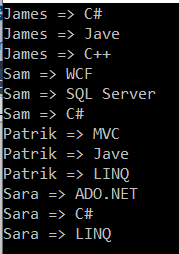 James => C#
James => Jave
James => C++
Sam => WCF
Sam => SQL Server
Sam => C#
Patrik => MVC
Patrik => Jave
Patrik => LINQ
Sara => ADO.NET
Sara => C#
Sara => LINQ